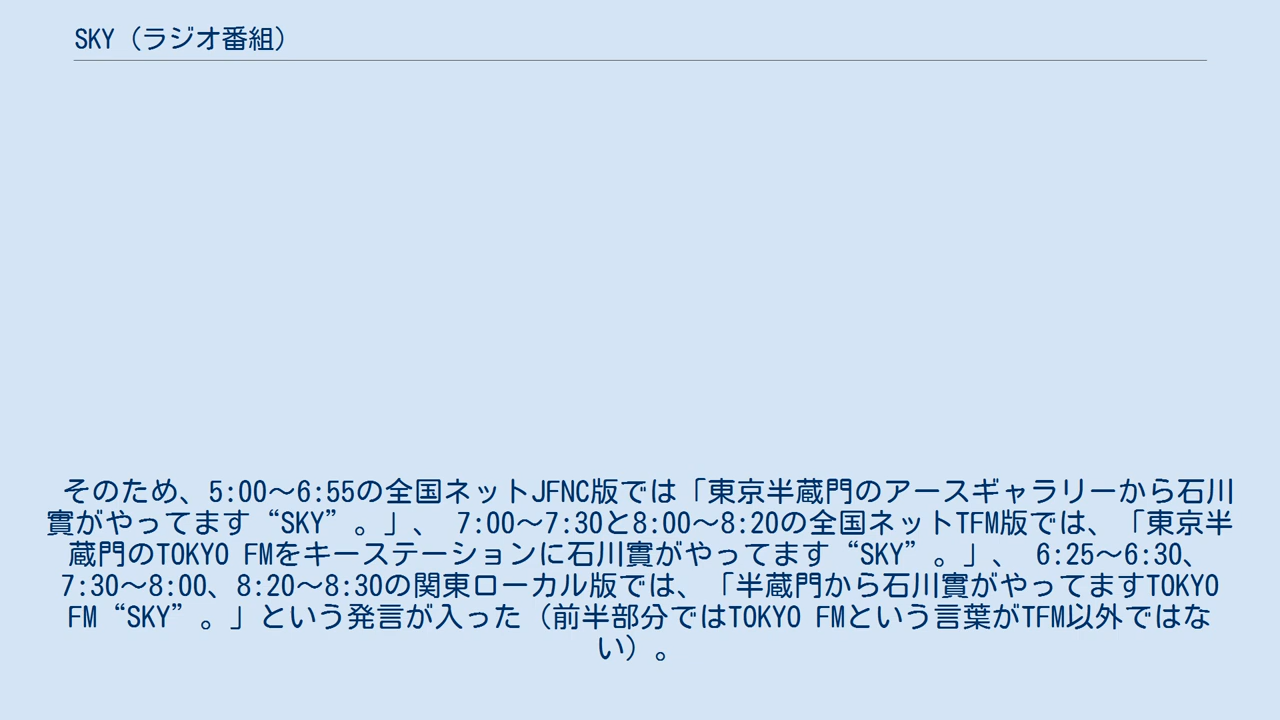 SKY（ラジオ番組）
そのため、5:00〜6:55の全国ネットJFNC版では「東京半蔵門のアースギャラリーから石川
實がやってます“SKY”。」、 7:00〜7:30と8:00〜8:20の全国ネットTFM版では、「東京半
蔵門のTOKYO FMをキーステーションに石川實がやってます“SKY”。」、 6:25〜6:30、
7:30〜8:00、8:20〜8:30の関東ローカル版では、「半蔵門から石川實がやってますTOKYO
FM“SKY”。」という発言が入った（前半部分ではTOKYO FMという言葉がTFM以外ではな
い）。